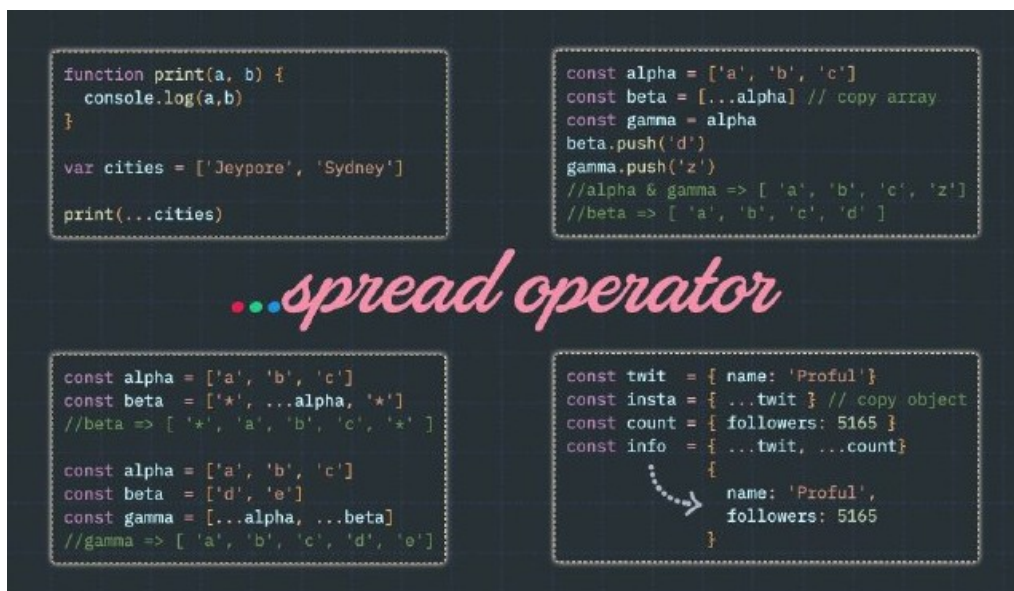 function print(a, b) {
  console.log(a,b)
}
var cities = ['Jeypore', 'Sydney']
print(...cities)
const alpha = ['a', 'b', 'c']
const beta = [...alpha] // copy array
const gamma = alpha
beta.push('d')
gamma.push('z')
//alpha & gamma => [ 'a', 'b', 'c', 'z']
//beta => [ 'a', 'b', 'c', 'd' ]
...spread operator
const alpha = ['a', 'b', 'c']
const beta  = ['*', ...alpha, '*']
//beta => [ '*', 'a', 'b', 'c', '*' ]
const alpha = ['a', 'b', 'c']
const beta  = ['d', 'e']
const gamma = [...alpha, ...beta]
//gamma => [ 'a', 'b', 'c', 'd', 'e']
const twit  = { name: 'Proful'}
const insta = { ...twit } // copy object
const count = { followers: 5165 }
const info  = { ...twit, ...count}
{
  name: 'Proful',
  followers: 5165
}